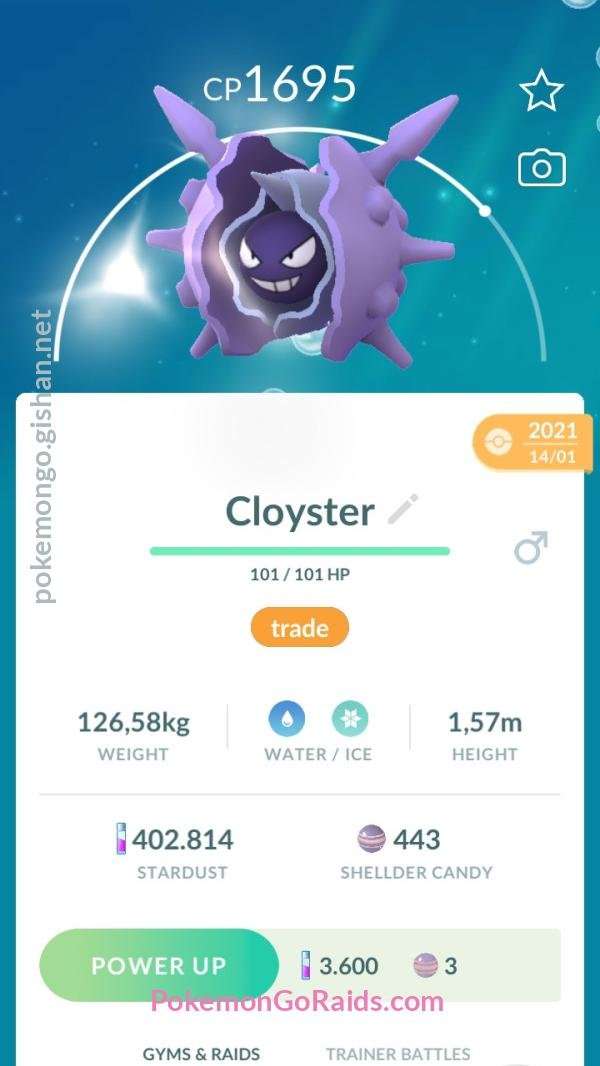 CP1695
pokemongo.gishan.net
2021
14/01
Cloyster
101 / 101 HP
trade
126,58kg
WEIGHT
WATER / ICE
1,57m
HEIGHT
402.814
STARDUST
443
SHELLDER CANDY
POWER UP
3.600
3
PokemonGoRaids.com
GYMS & RAIDS
TRAINER BATTLES